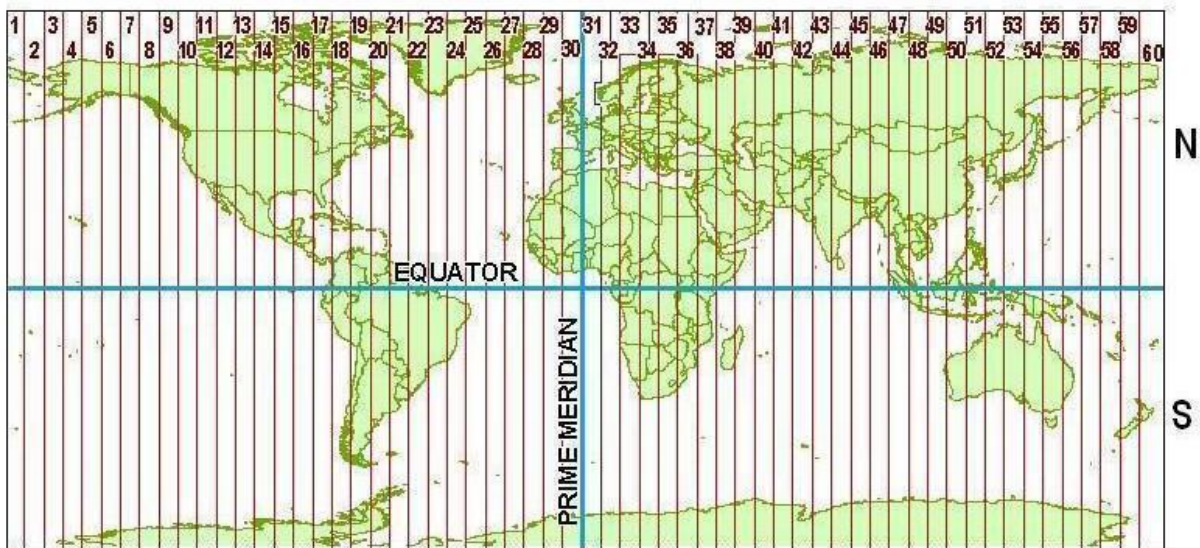 1 3 5 7 9 11 13 15 17 19 21 23 25 27 29 31 33 35 37 39 41 43 45 47 49 51 53 55 57 59
2 4 6 8 10 12 14 16 18 20 22 24 26 28 30 32 34 36 38 40 42 44 46 48 50 52 54 56 58 60
N
EQUATOR
PRIME MERIDIAN
S